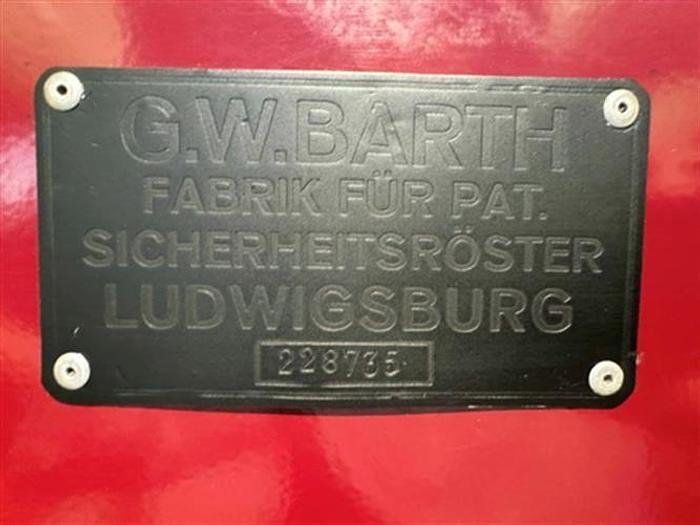 G.W.BARTH
FABRIK FÜR PAT.
SICHERHEITSRÖSTER
LUDWIGSBURG
228735